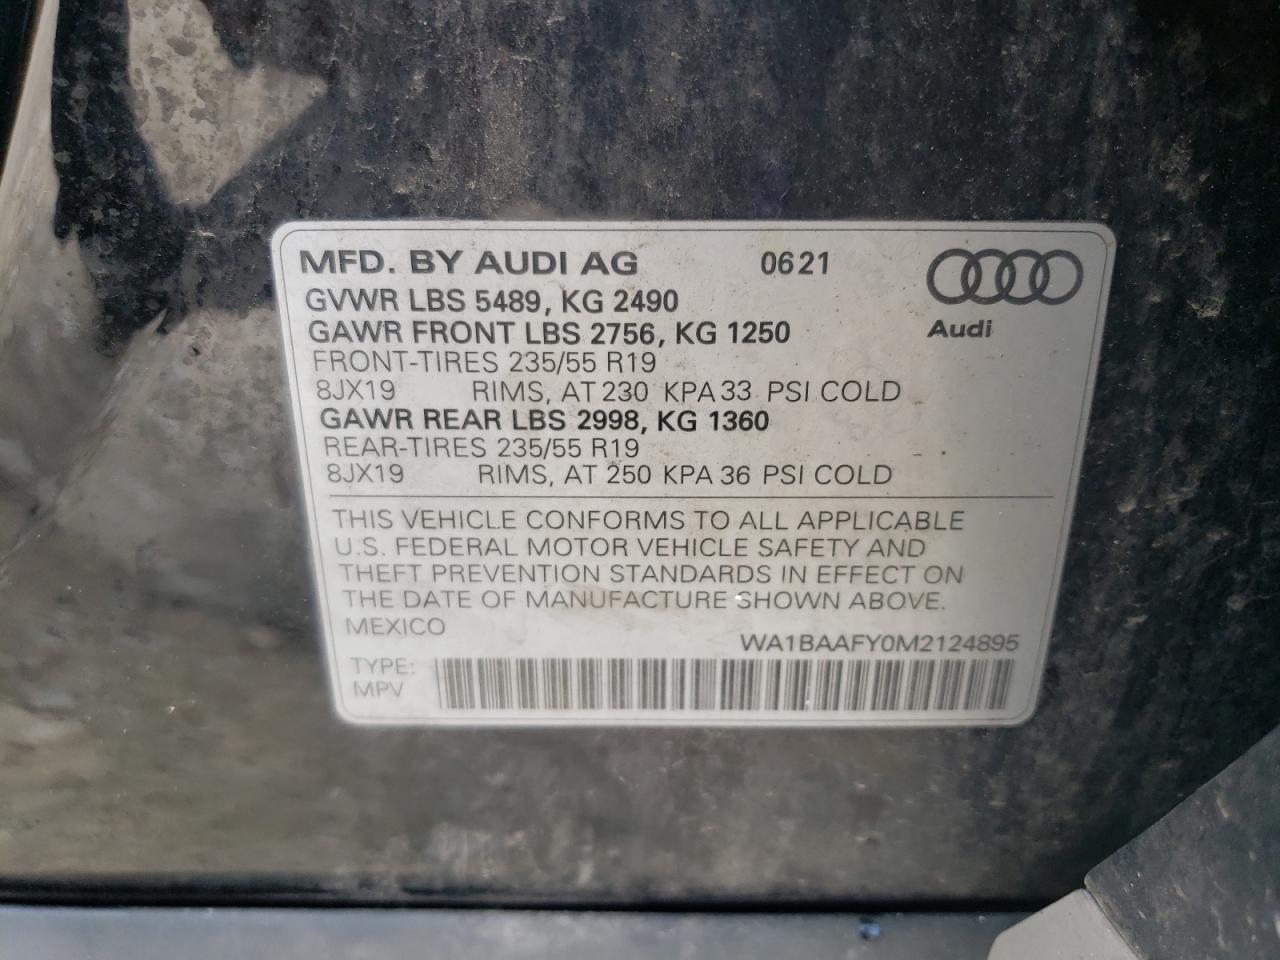 MFD. BY AUDI AG 0621
GVWR LBS 5489, KG 2490
Audi
GAWR FRONT LBS 2756, KG 1250
FRONT-TIRES 235/55 R19
8JX19 RIMS, AT 230 KPA 33 PSI COLD
GAWR REAR LBS 2998, KG 1360
REAR-TIRES 235/55 R19
8JX19 RIMS, AT 250 KPA 36 PSI COLD
THIS VEHICLE CONFORMS TO ALL APPLICABLE
U.S. FEDERAL MOTOR VEHICLE SAFETY AND
THEFT PREVENTION STANDARDS IN EFFECT ON
THE DATE OF MANUFACTURE SHOWN ABOVE.
MEXICO
WA1BAAFY0M2124895
TYPE:
MPV